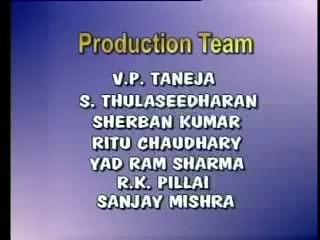 Production Team
V.P. TANEJA
S. THULASEEDHARAN
SHERBAN KUMAR
RITU CHAUDHARY
YAD RAM SHARMA
R.K. PILLAI
SANJAY MISHRA